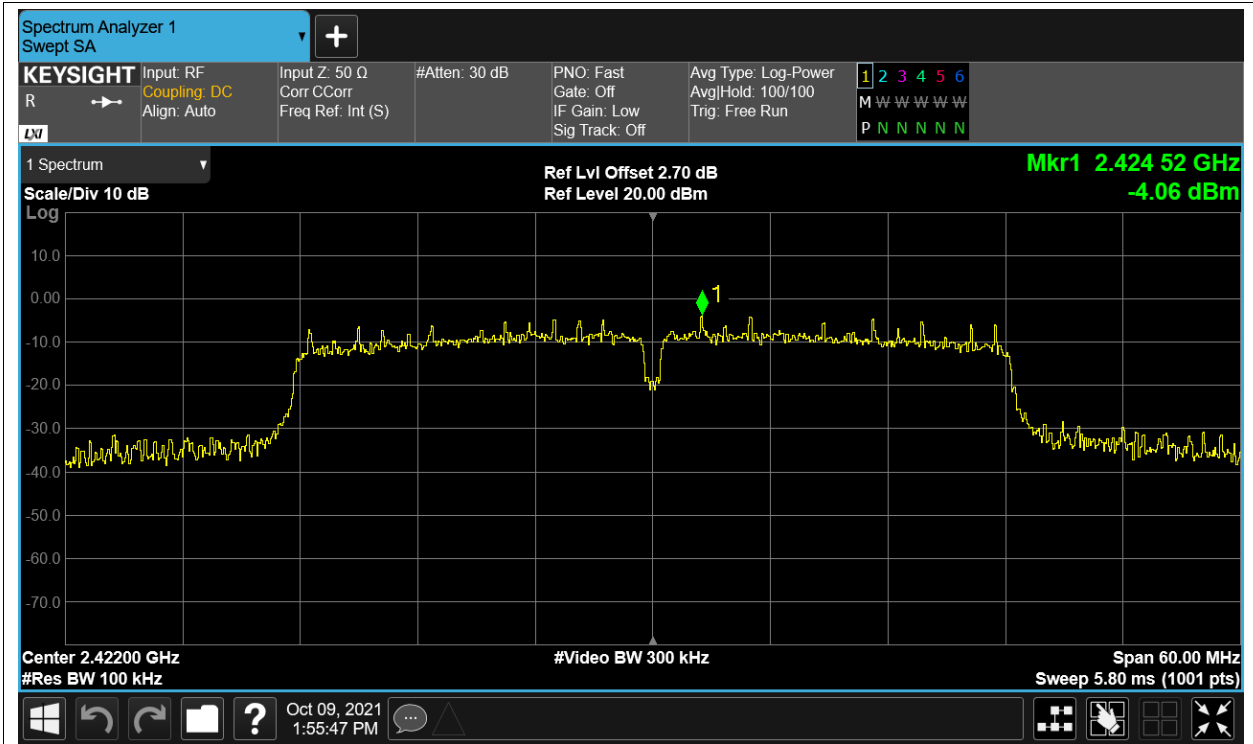 Spectrum Analyzer 1
Swept SA
+
KEYSIGHT
R
LXI
Input: RF
Coupling: DC
Align: Auto
Input Z: 50 Ω
Corr CCorr
Freq Ref: Int (S)
#Atten: 30 dB
PNO: Fast
Gate: Off
IF Gain: Low
Sig Track: Off
Avg Type: Log-Power
Avg|Hold: 100/100
Trig: Free Run
1 2 3 4 5 6
M W W W W W
P N N N N N
1 Spectrum
Scale/Div 10 dB
Log
Ref Lvl Offset 2.70 dB
Ref Level 20.00 dBm
Mkr1 2.424 52 GHz
-4.06 dBm
10.0
0.00
-10.0
-20.0
-30.0
-40.0
-50.0
-60.0
-70.0
1
Center 2.42200 GHz
#Res BW 100 kHz
#Video BW 300 kHz
Span 60.00 MHz
Sweep 5.80 ms (1001 pts)
?
Oct 09, 2021
1:55:47 PM